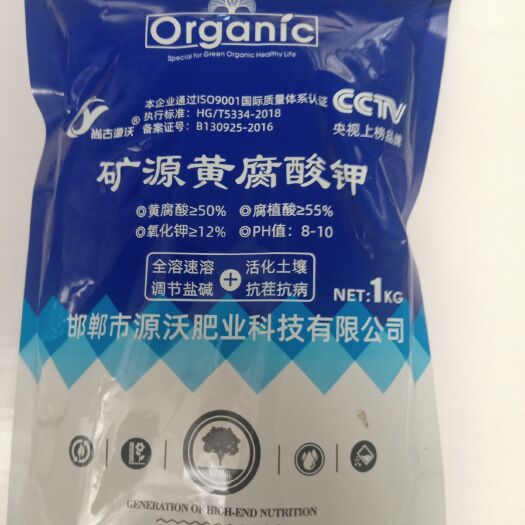 Organic
Special for Green Organic Healthy Life
尚古源沃®
本企业通过ISO9001国际质量体系认证
执行标准：HG/T5334-2018
备案证号：B130925-2016
CCTV
央视上榜品牌
矿源黄腐酸钾
◎黄腐酸≥50% ◎腐植酸≥55%
◎氧化钾≥12% ◎PH值：8-10
全溶速溶 + 活化土壤
调节盐碱 抗茬抗病
NET:1KG
邯郸市源沃肥业科技有限公司
GENERATION OF HIGH-END NUTRITION